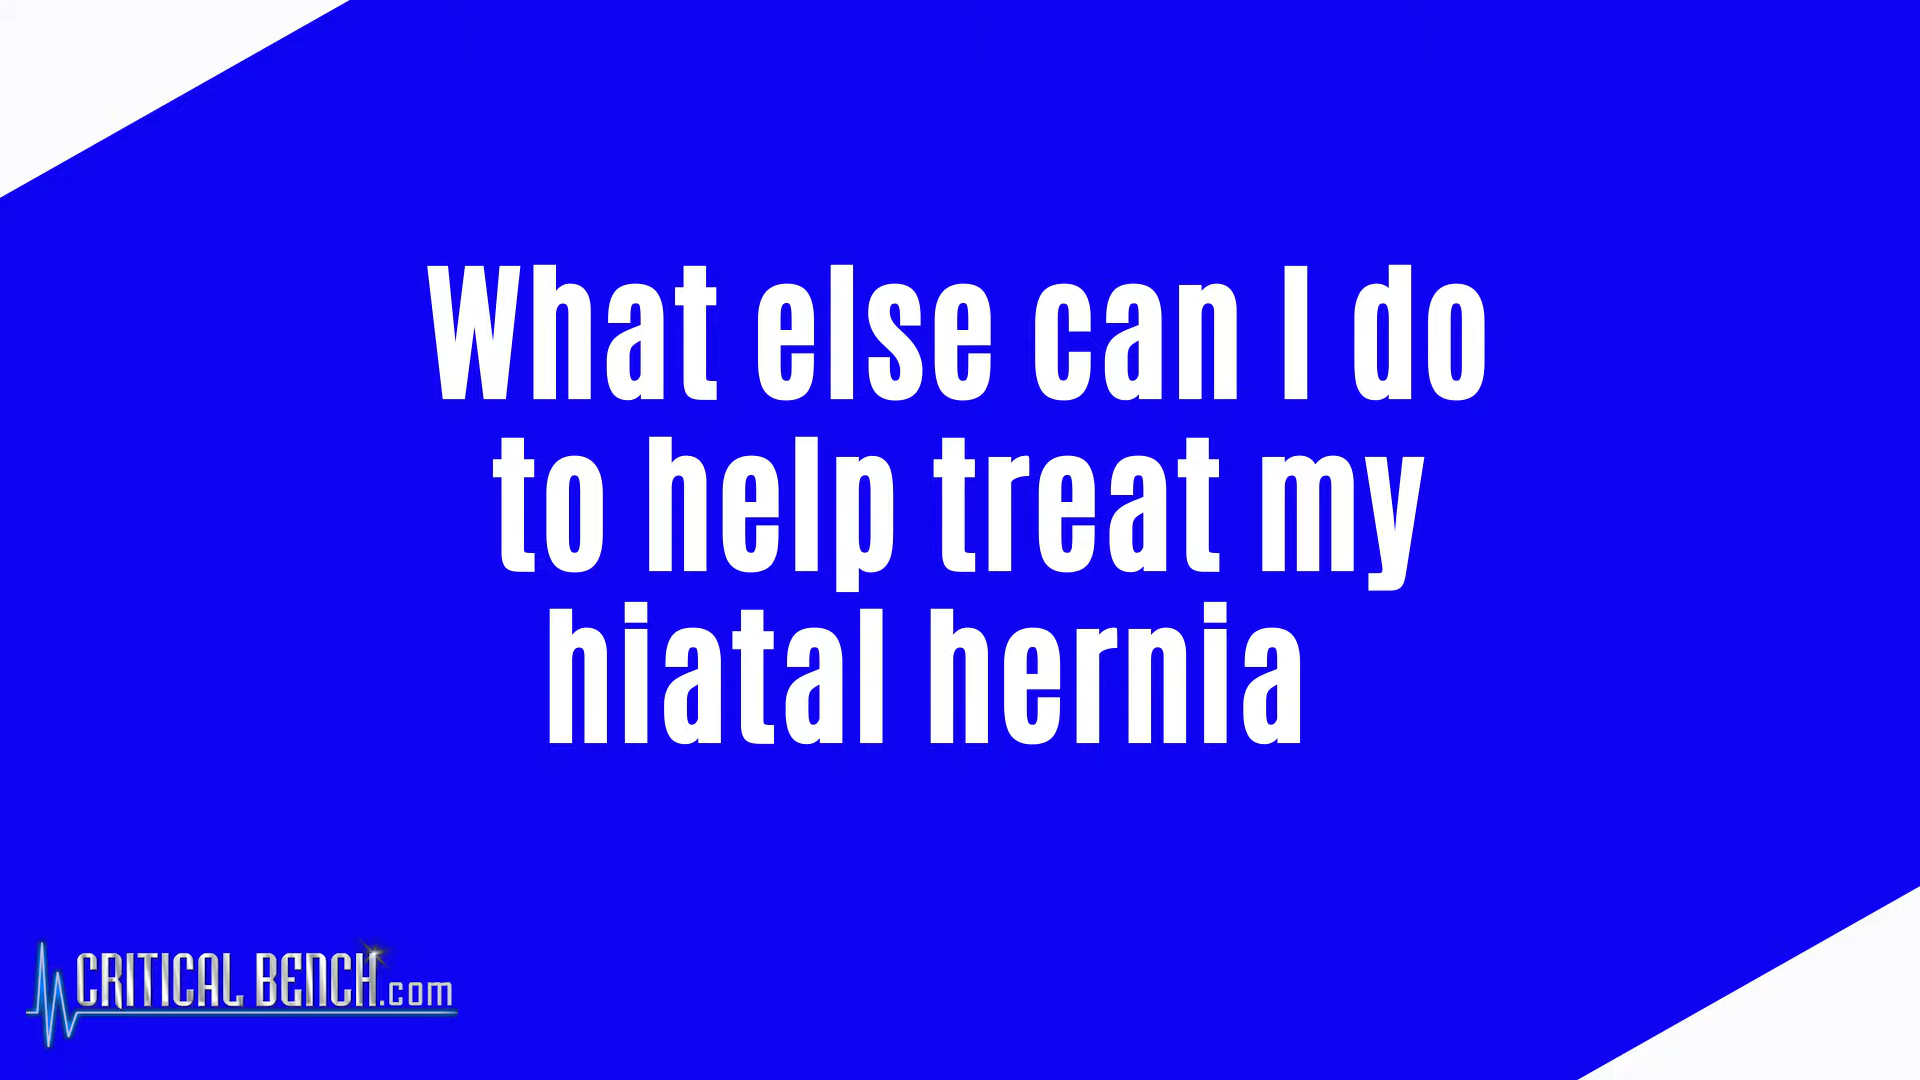 What else can I do
to help treat my
hiatal hernia
CRITICAL BENCH.com